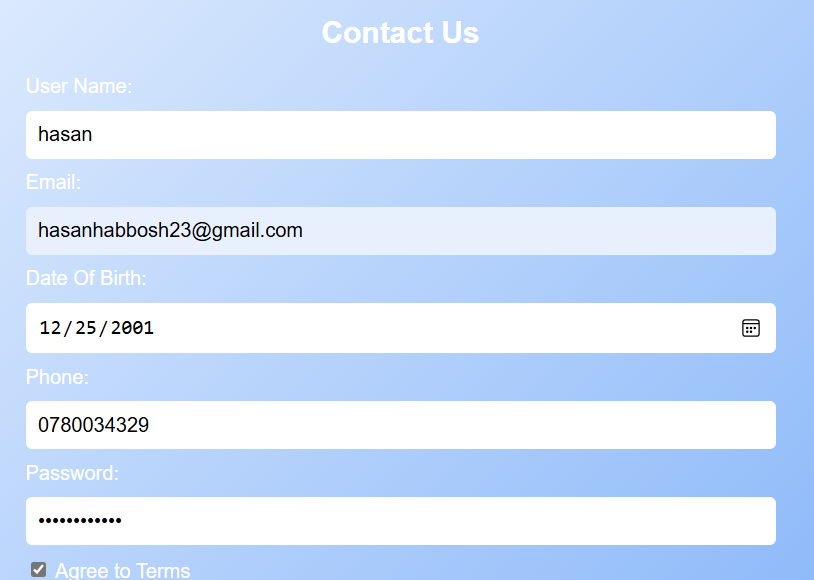 Contact Us
User Name:
hasan
Email:
hasanhabbosh23@gmail.com
Date Of Birth:
12/25/2001
Phone:
0780034329
Password:
••••••••••••
Agree to Terms